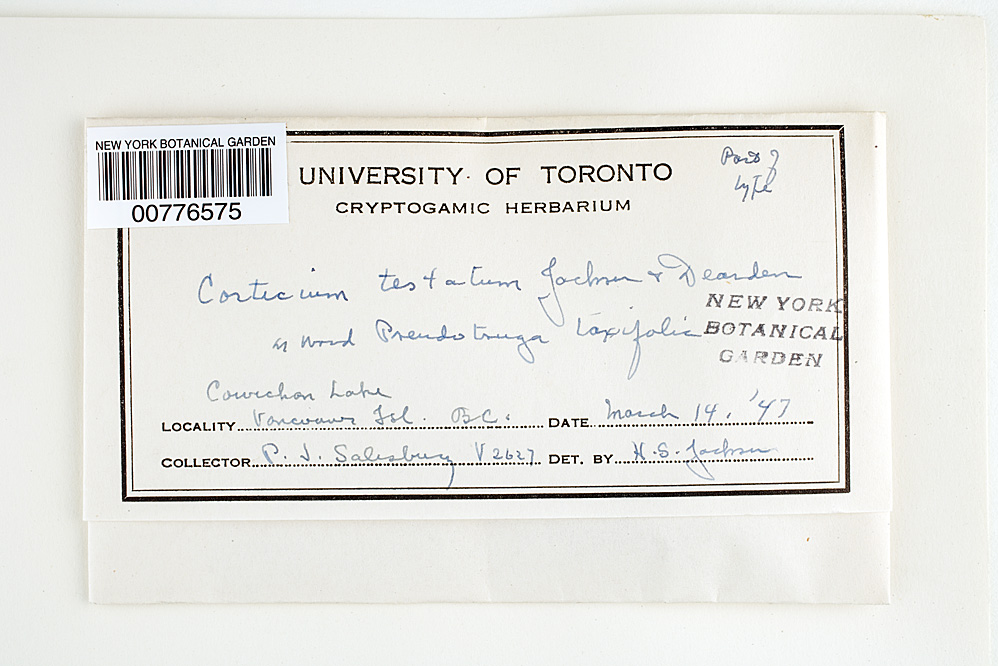 NEW YORK BOTANICAL GARDEN
00776575
UNIVERSITY OF TORONTO
CRYPTOGAMIC HERBARIUM
Part of
type
Corticium testatum Jackson & Dearden
on wood Pseudotsuga taxifolia
NEW YORK
BOTANICAL
GARDEN
Cowichan Lake
LOCALITY Vancouver Isl. B.C. DATE March 14, '47
COLLECTOR P. J. Salisbury V2627 DET. BY H.S. Jackson